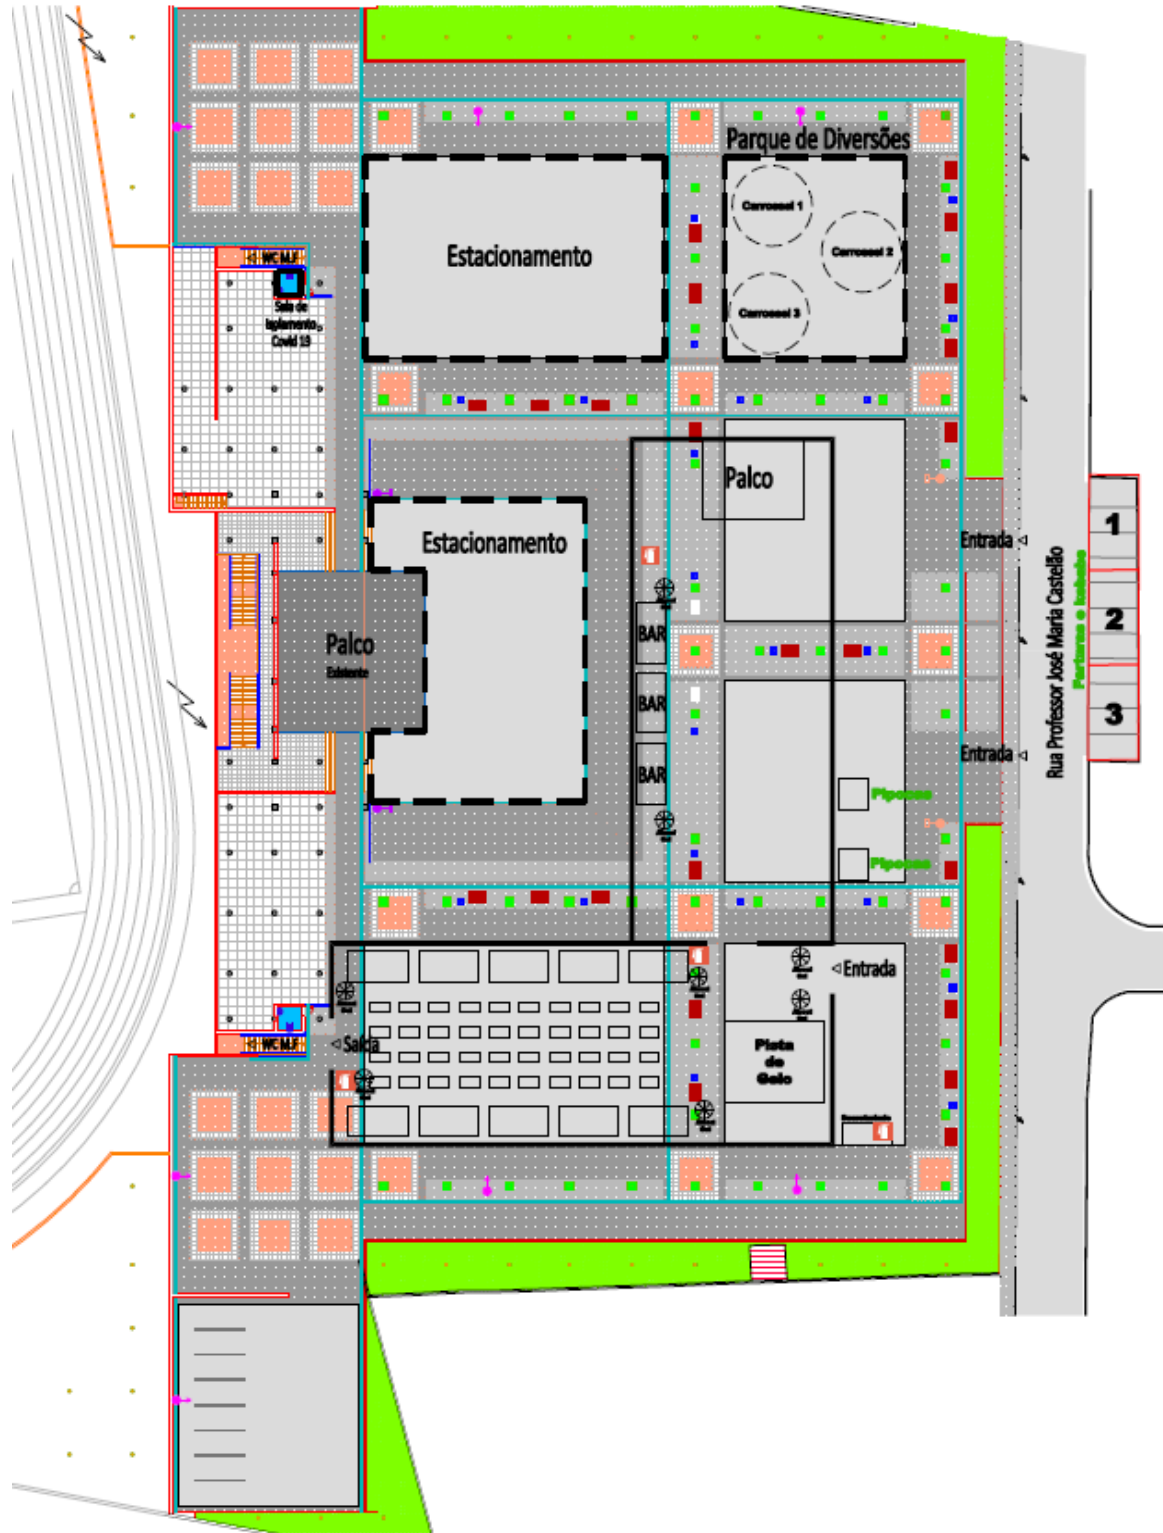 Parque de Diversões
Carrossel 1
Carrossel 2
Carrossel 3
Estacionamento
WC M.F
Sala de
Isolamento
Covid 19
Palco
Estacionamento
Entrada
Palco
Existente
BAR
BAR
BAR
Entrada
Rua Professor José Maria Castelão
Farturas e kebabs
1
2
3
Pipocas
Pipocas
Entrada
Saída
WC M.F
Pista
de
Gelo